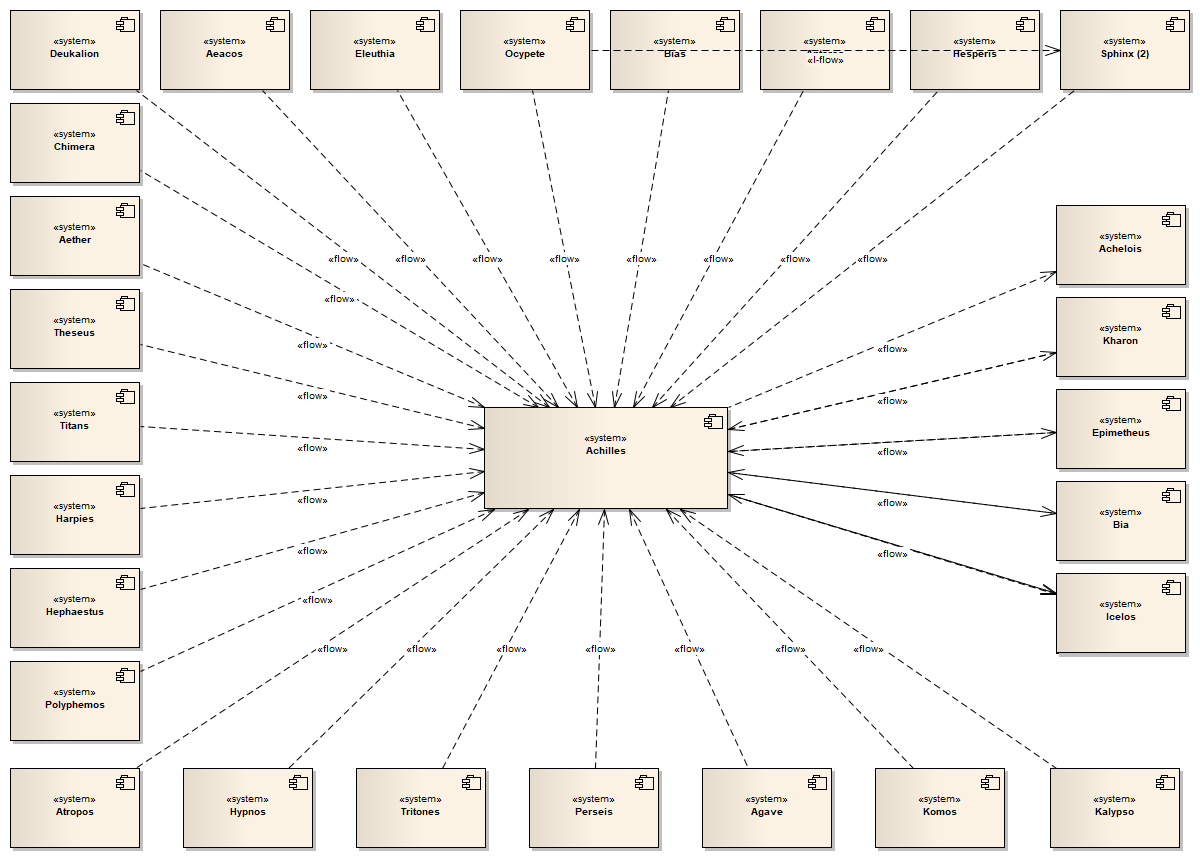 «system»
Deukalion
«system»
Aeacos
«system»
Eleuthia
«system»
Ocypete
«system»
Bias
«system»
«I-flow»
«system»
Hesperis
«system»
Sphinx (2)
«system»
Chimera
«system»
Aether
«system»
Achelois
«flow»
«flow»
«flow»
«flow»
«flow»
«flow»
«flow»
«flow»
«flow»
«system»
Theseus
«system»
Kharon
«flow»
«flow»
«flow»
«flow»
«system»
Titans
«system»
Achilles
«system»
Epimetheus
«flow»
«flow»
«system»
Harpies
«flow»
«flow»
«system»
Bia
«flow»
«flow»
«system»
Hephaestus
«flow»
«system»
Icelos
«flow»
«flow»
«flow»
«flow»
«flow»
«flow»
«flow»
«system»
Polyphemos
«system»
Atropos
«system»
Hypnos
«system»
Tritones
«system»
Perseis
«system»
Agave
«system»
Komos
«system»
Kalypso